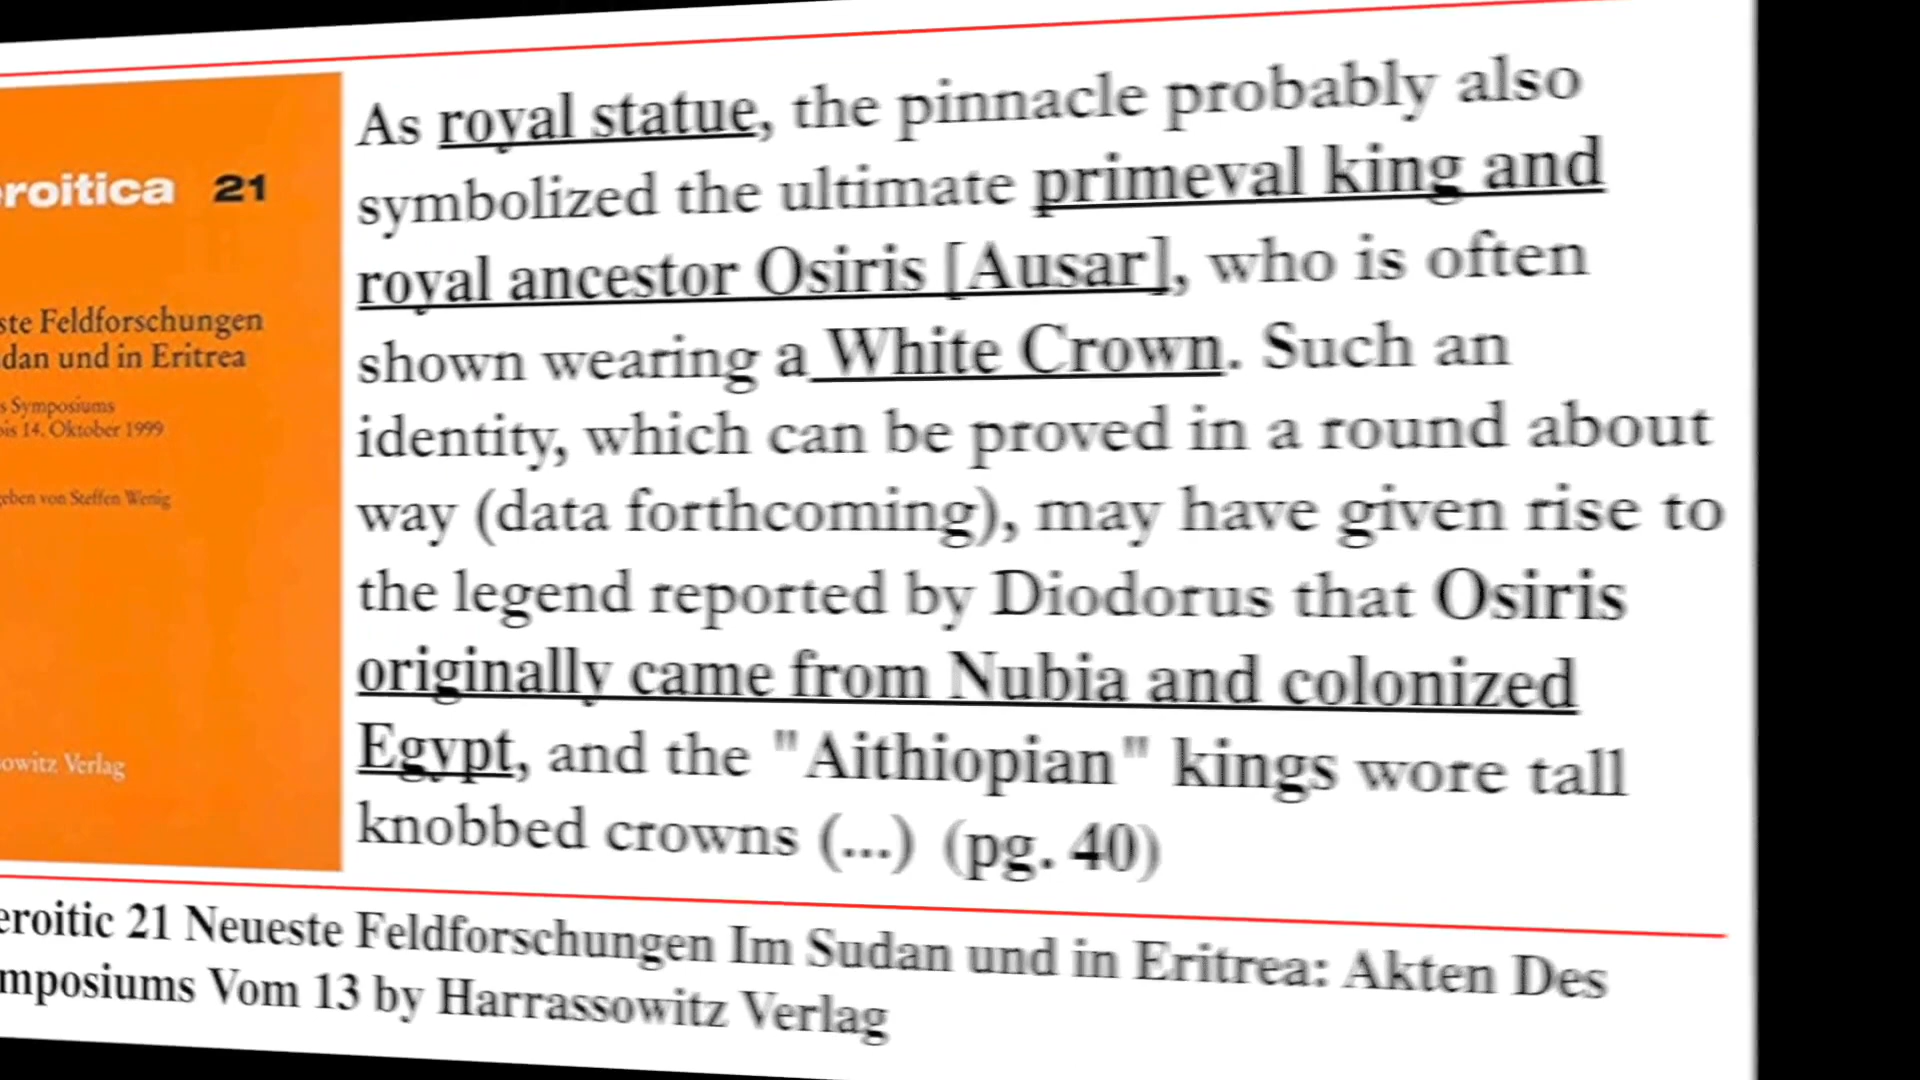 eroitica 21
ste Feldforschungen
dan und in Eritrea
s Symposiums
bis 14. Oktober 1999
geben von Steffen Wenig
owitz Verlag
As royal statue, the pinnacle probably also
symbolized the ultimate primeval king and
royal ancestor Osiris [Ausar], who is often
shown wearing a White Crown. Such an
identity, which can be proved in a round about
way (data forthcoming), may have given rise to
the legend reported by Diodorus that Osiris
originally came from Nubia and colonized
Egypt, and the "Aithiopian" kings wore tall
knobbed crowns (...) (pg. 40)
eroitic 21 Neueste Feldforschungen Im Sudan und in Eritrea: Akten Des
mposiums Vom 13 by Harrassowitz Verlag